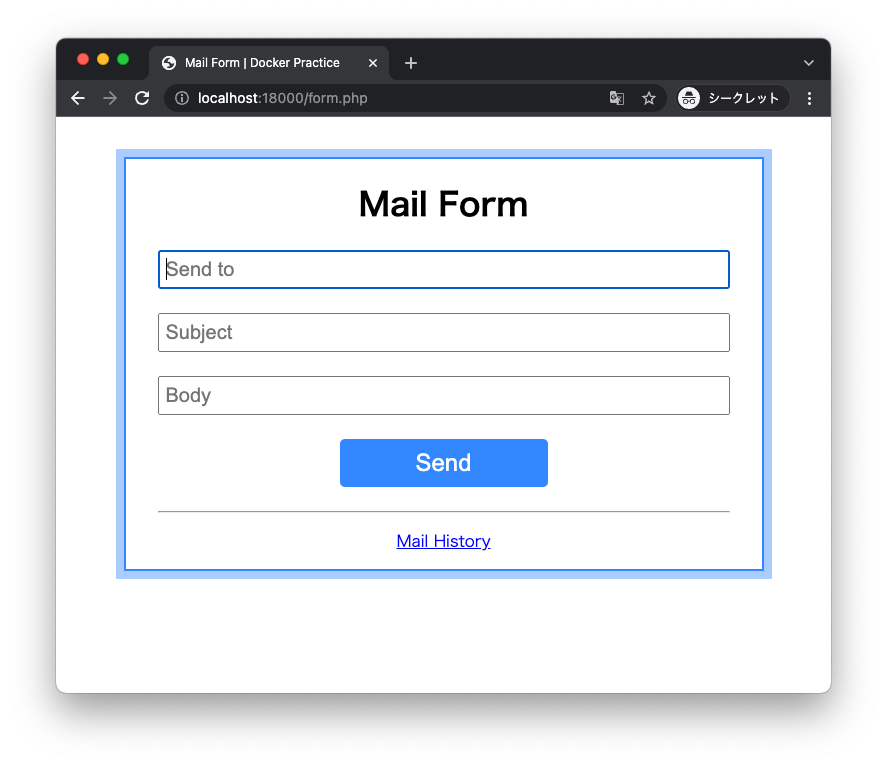 Mail Form | Docker Practice
localhost:18000/form.php
シークレット
Mail Form
Send to
Subject
Body
Send
Mail History